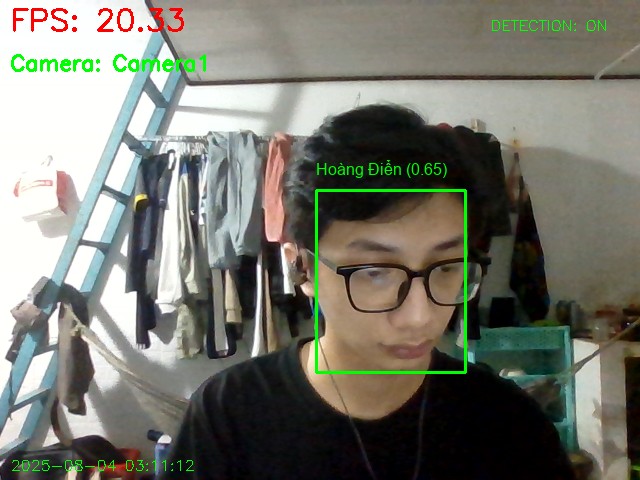 FPS: 20.33
DETECTION: ON
Camera: Camera1
Hoàng Điển (0.65)
2025-08-04 03:11:12